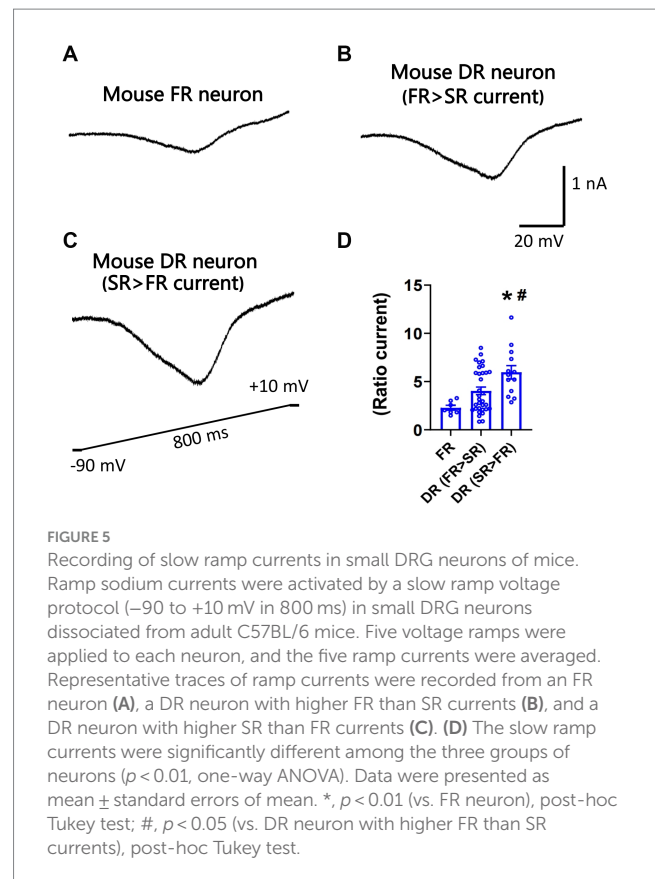 A
Mouse FR neuron
B
Mouse DR neuron
(FR>SR current)
1 nA
20 mV
C
Mouse DR neuron
(SR>FR current)
+10 mV
800 ms
-90 mV
D
(Ratio current)
15
10
5
0
* #
FR
DR (FR>SR)
DR (SR>FR)
FIGURE 5
Recording of slow ramp currents in small DRG neurons of mice.
Ramp sodium currents were activated by a slow ramp voltage
protocol (−90 to +10 mV in 800 ms) in small DRG neurons
dissociated from adult C57BL/6 mice. Five voltage ramps were
applied to each neuron, and the five ramp currents were averaged.
Representative traces of ramp currents were recorded from an FR
neuron (A), a DR neuron with higher FR than SR currents (B), and a
DR neuron with higher SR than FR currents (C). (D) The slow ramp
currents were significantly different among the three groups of
neurons (p < 0.01, one-way ANOVA). Data were presented as
mean ± standard errors of mean. *, p < 0.01 (vs. FR neuron), post-hoc
Tukey test; #, p < 0.05 (vs. DR neuron with higher FR than SR
currents), post-hoc Tukey test.